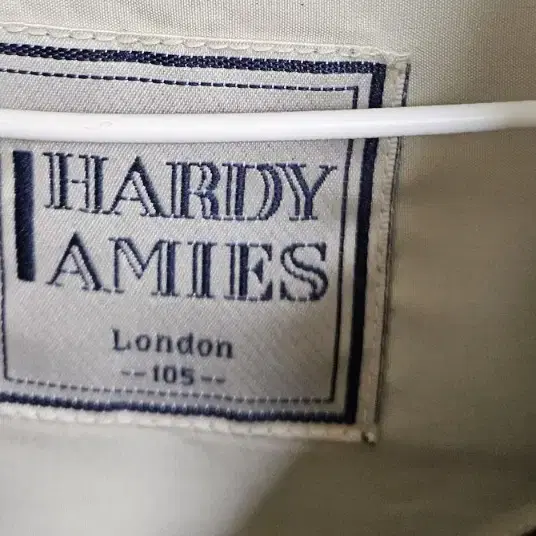 HARDY
AMIES
London
--105--